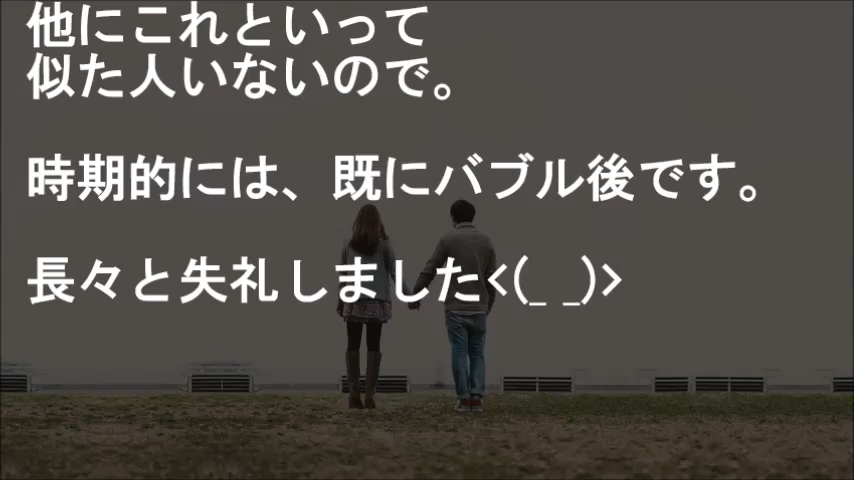 他にこれといって
似た人いないので。
時期的には、既にバブル後です。
長々と失礼しました<(_ _)>